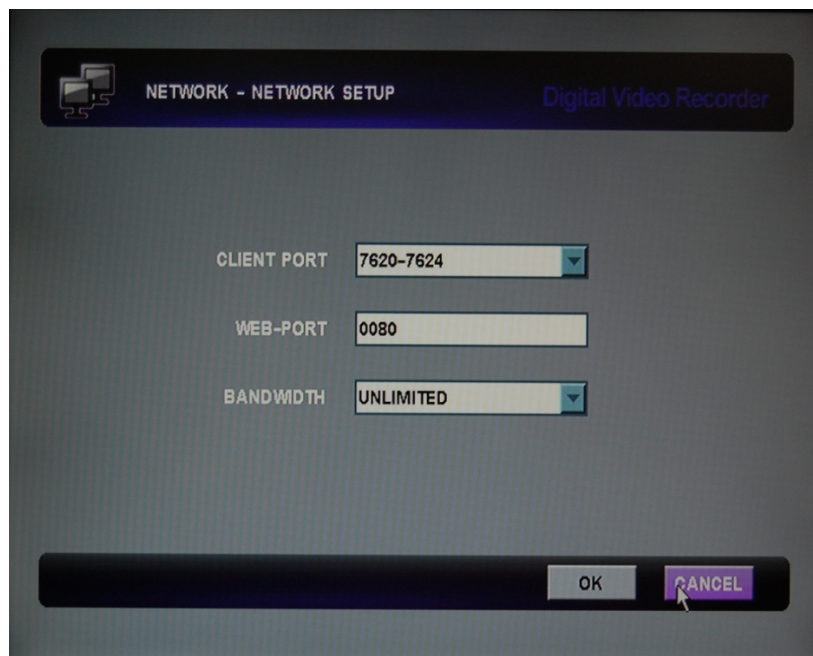 NETWORK - NETWORK SETUP
Digital Video Recorder
CLIENT PORT 7620-7624
WEB-PORT 0080
BANDWIDTH UNLIMITED
OK CANCEL